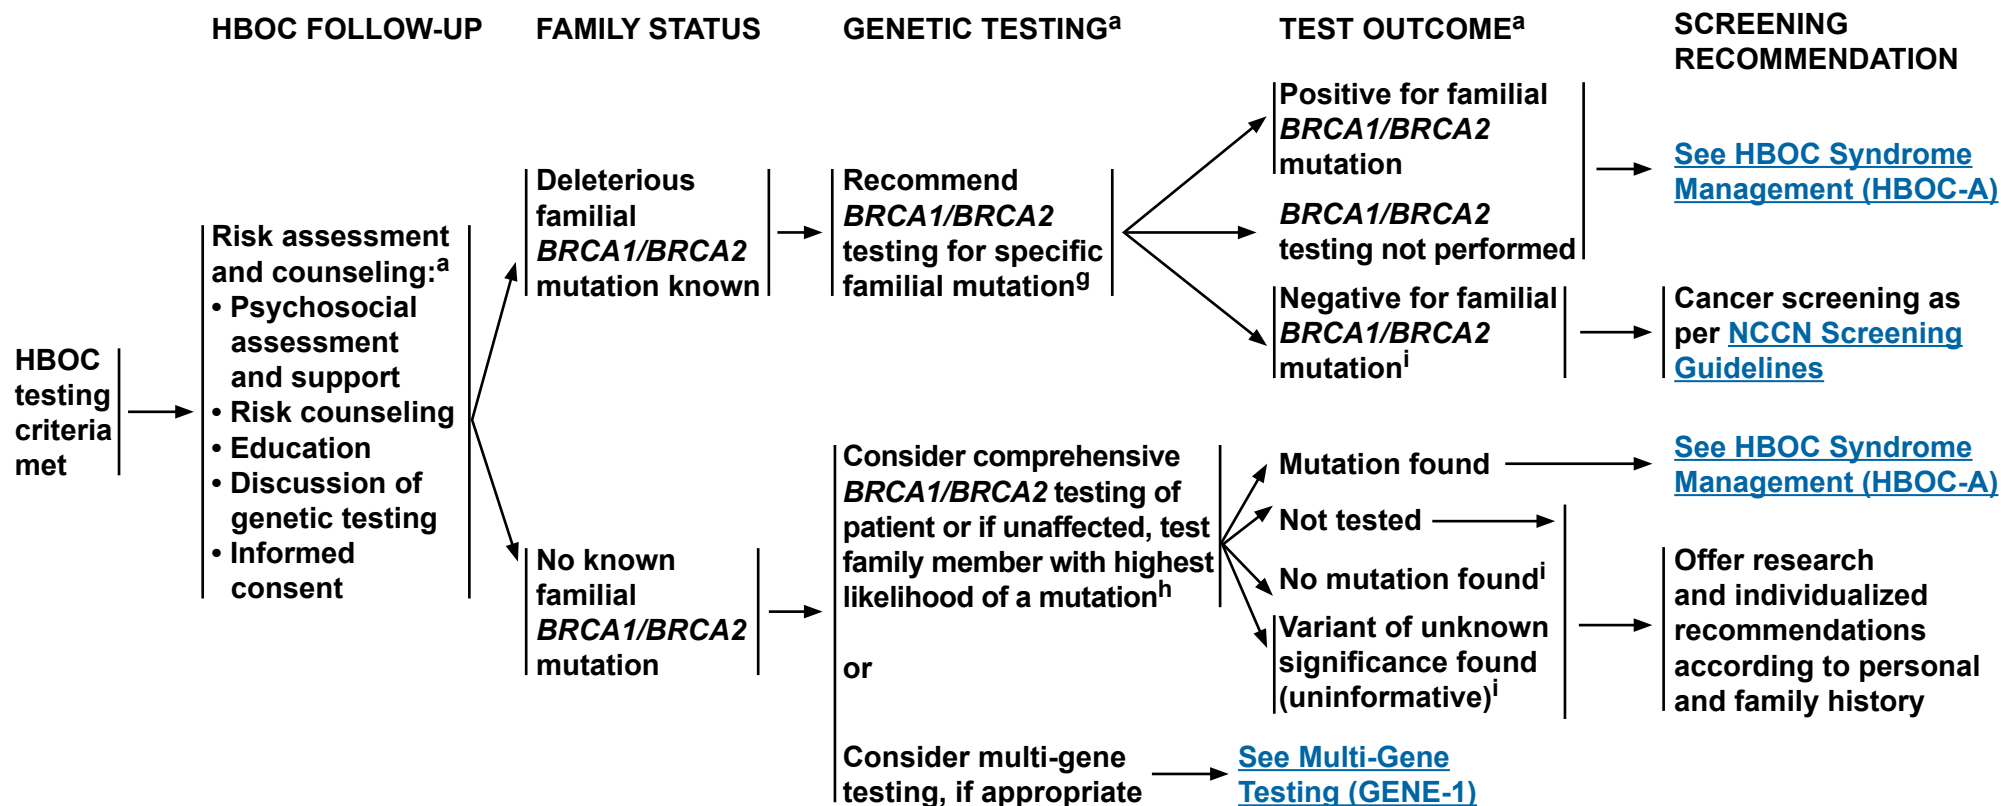 HBOC FOLLOW-UP
FAMILY STATUS
GENETIC TESTINGa
TEST OUTCOMEa
SCREENING
RECOMMENDATION
HBOC
testing
criteria
met
Risk assessment
and counseling:a
• Psychosocial
assessment
and support
• Risk counseling
• Education
• Discussion of
genetic testing
• Informed
consent
Deleterious
familial
BRCA1/BRCA2
mutation known
Recommend
BRCA1/BRCA2
testing for specific
familial mutationg
Positive for familial
BRCA1/BRCA2
mutation
BRCA1/BRCA2
testing not performed
See HBOC Syndrome
Management (HBOC-A)
Negative for familial
BRCA1/BRCA2
mutationi
Cancer screening as
per NCCN Screening
Guidelines
No known
familial
BRCA1/BRCA2
mutation
Consider comprehensive
BRCA1/BRCA2 testing of
patient or if unaffected, test
family member with highest
likelihood of a mutationh
or
Consider multi-gene
testing, if appropriate
Mutation found
See HBOC Syndrome
Management (HBOC-A)
Not tested
No mutation foundi
Variant of unknown
significance found
(uninformative)i
Offer research
and individualized
recommendations
according to personal
and family history
See Multi-Gene
Testing (GENE-1)